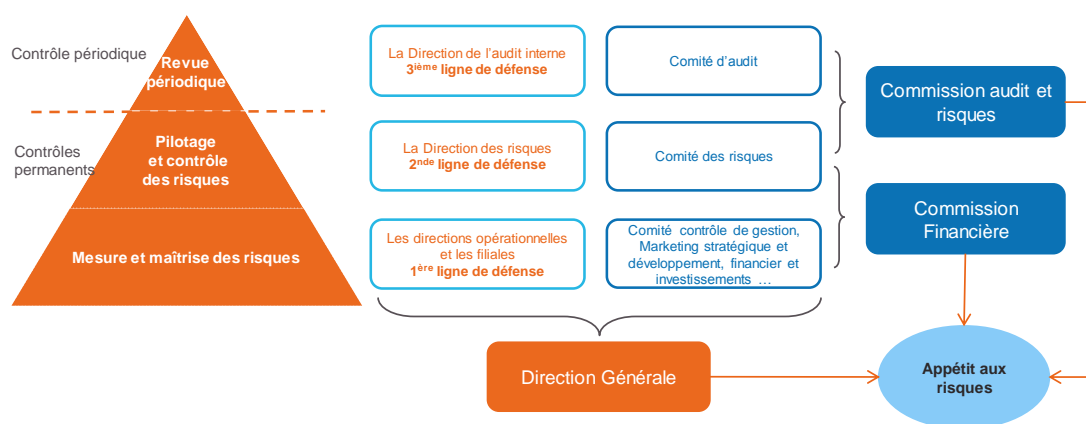 Contrôle périodique
Revue
périodique
Contrôles
permanents
Pilotage
et contrôle
des risques
Mesure et maîtrise des risques
La Direction de l'audit interne
3ième ligne de défense
Comité d'audit
La Direction des risques
2nde ligne de défense
Comité des risques
Les directions opérationnelles
et les filiales
1ère ligne de défense
Comité contrôle de gestion,
Marketing stratégique et
développement, financier et
investissements …
Commission audit et
risques
Commission
Financière
Direction Générale
Appétit aux
risques